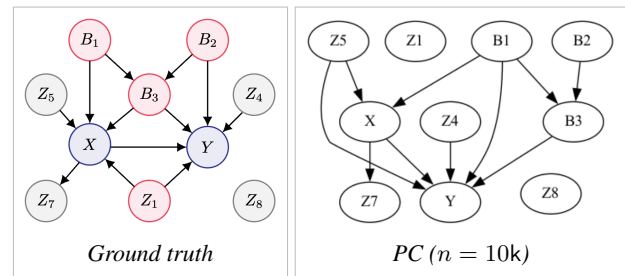 B₁ B₂
Z₅ B₃ Z₄
X Y
Z₇ Z₁ Z₈
Ground truth
Z5 Z1 B1 B2
X Z4 B3
Z7 Y Z8
PC (n = 10k)